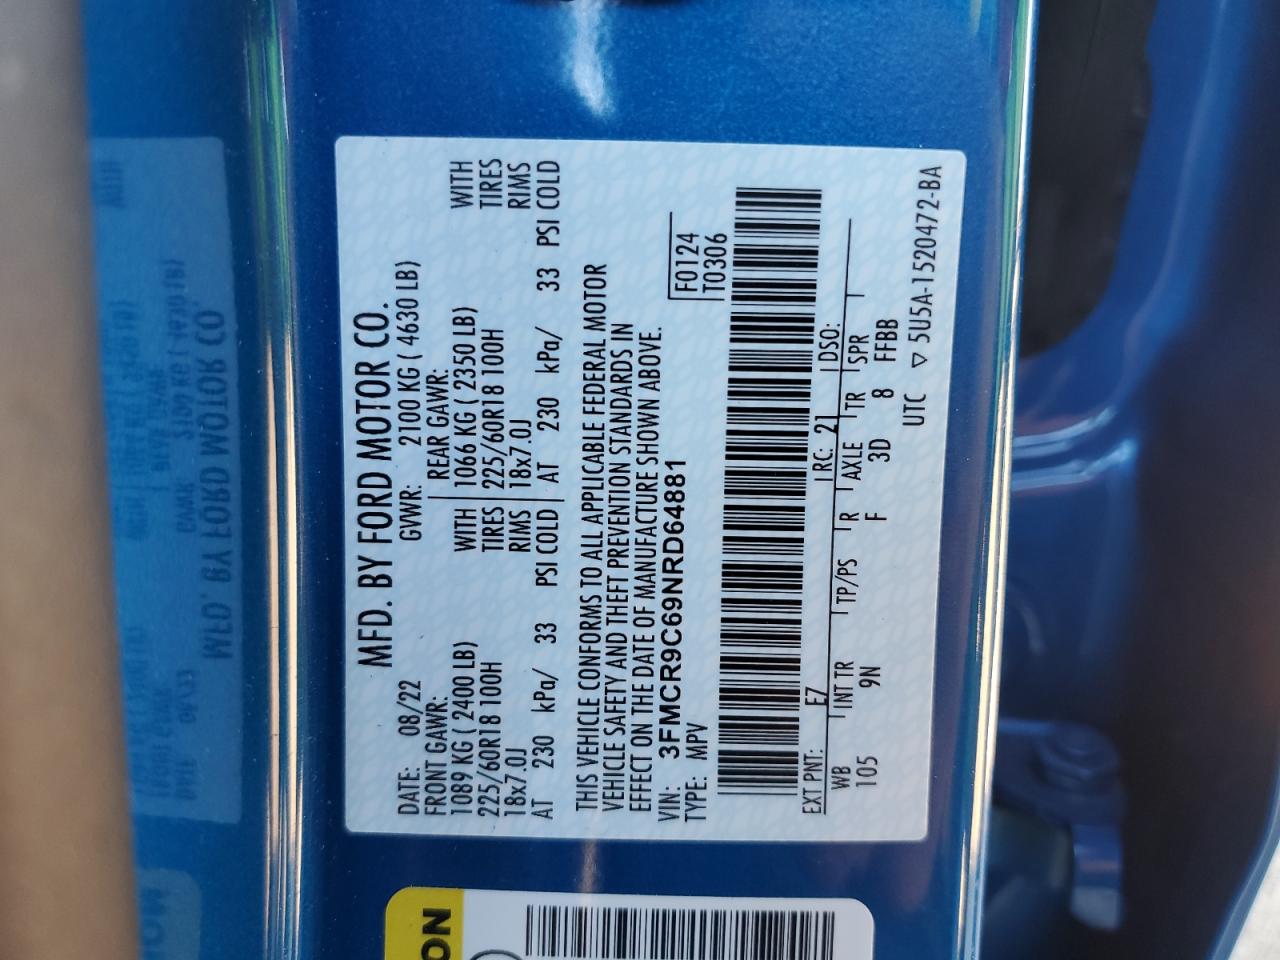 MFD. BY FORD MOTOR CO.
DATE: 08/22 GVWR: 2100 KG ( 4630 LB)
FRONT GAWR: REAR GAWR:
1089 KG ( 2400 LB) WITH 1066 KG ( 2350 LB) WITH
225/60R18 100H TIRES 225/60R18 100H TIRES
18x7.0J RIMS 18x7.0J RIMS
AT 230 kPa/ 33 PSI COLD AT 230 kPa/ 33 PSI COLD
THIS VEHICLE CONFORMS TO ALL APPLICABLE FEDERAL MOTOR
VEHICLE SAFETY AND THEFT PREVENTION STANDARDS IN
EFFECT ON THE DATE OF MANUFACTURE SHOWN ABOVE.
VIN: 3FMCR9C69NRD64881 F0124
TYPE: MPV T0306
EXT PNT: EZ RC: 21 DSO:
WB INT TR TP/PS R AXLE TR SPR
105 9N F 3D 8 FFBB
UTC ▽ 5U5A-1520472-BA
ON